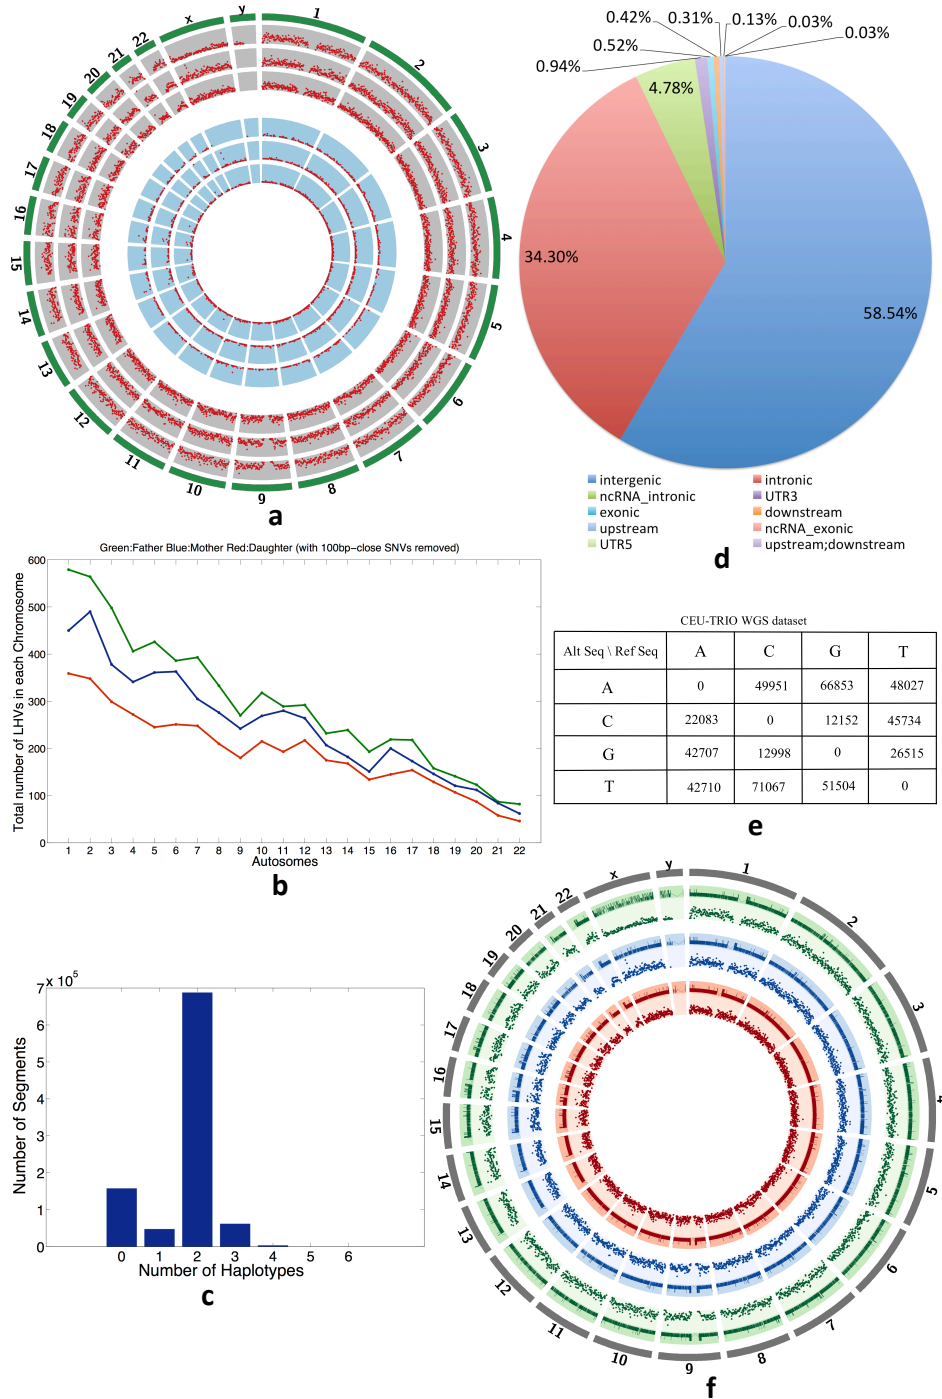 x
y
1
2
3
4
5
6
7
8
9
10
11
12
13
14
15
16
17
18
19
20
21
22
a
0.42%
0.31%
0.13%
0.03%
0.52%
0.03%
0.94%
4.78%
34.30%
58.54%
intergenic
intronic
ncRNA_intronic
UTR3
exonic
downstream
upstream
ncRNA_exonic
UTR5
upstream;downstream
d
Green:Father Blue:Mother Red:Daughter (with 100bp-close SNVs removed)
Total number of LHVs in each Chromosome
600
500
400
300
200
100
0
1 2 3 4 5 6 7 8 9 10 11 12 13 14 15 16 17 18 19 20 21 22
Autosomes
b
CEU-TRIO WGS dataset
Alt Seq \ Ref Seq A C G T
A 0 49951 66853 48027
C 22083 0 12152 45734
G 42707 12998 0 26515
T 42710 71067 51504 0
e
Number of Segments
7 x 10^5
6
5
4
3
2
1
0
0 1 2 3 4 5 6
Number of Haplotypes
c
x
y
1
2
3
4
5
6
7
8
9
10
11
12
13
14
15
16
17
18
19
20
21
22
f